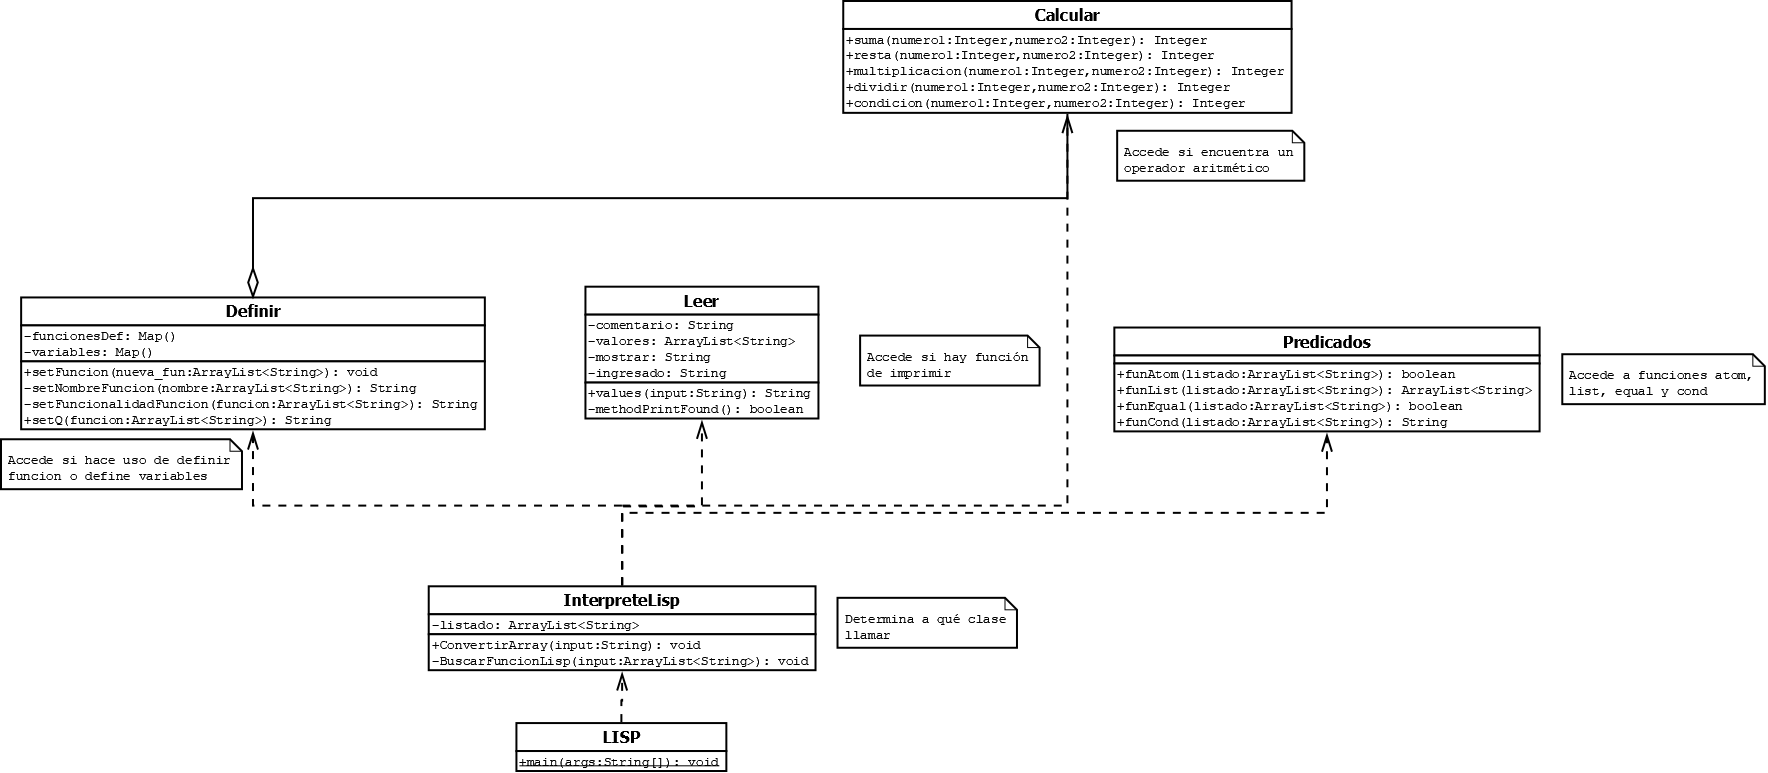 Calcular
+suma(numero1:Integer,numero2:Integer): Integer
+resta(numero1:Integer,numero2:Integer): Integer
+multiplicacion(numero1:Integer,numero2:Integer): Integer
+dividir(numero1:Integer,numero2:Integer): Integer
+condicion(numero1:Integer,numero2:Integer): Integer
Accede si encuentra un
operador aritmético
Definir
-funcionesDef: Map()
-variables: Map()
+setFuncion(nueva_fun:ArrayList<String>): void
-setNombreFuncion(nombre:ArrayList<String>): String
-setFuncionalidadFuncion(funcion:ArrayList<String>): String
+setQ(funcion:ArrayList<String>): String
Accede si hace uso de definir
funcion o define variables
Leer
-comentario: String
-valores: ArrayList<String>
-mostrar: String
-ingresado: String
+values(input:String): String
-methodPrintFound(): boolean
Accede si hay función
de imprimir
Predicados
+funAtom(listado:ArrayList<String>): boolean
+funList(listado:ArrayList<String>): ArrayList<String>
+funEqual(listado:ArrayList<String>): boolean
+funCond(listado:ArrayList<String>): String
Accede a funciones atom,
list, equal y cond
InterpreteLisp
-listado: ArrayList<String>
+ConvertirArray(input:String): void
-BuscarFuncionLisp(input:ArrayList<String>): void
Determina a qué clase
llamar
LISP
+main(args:String[]): void